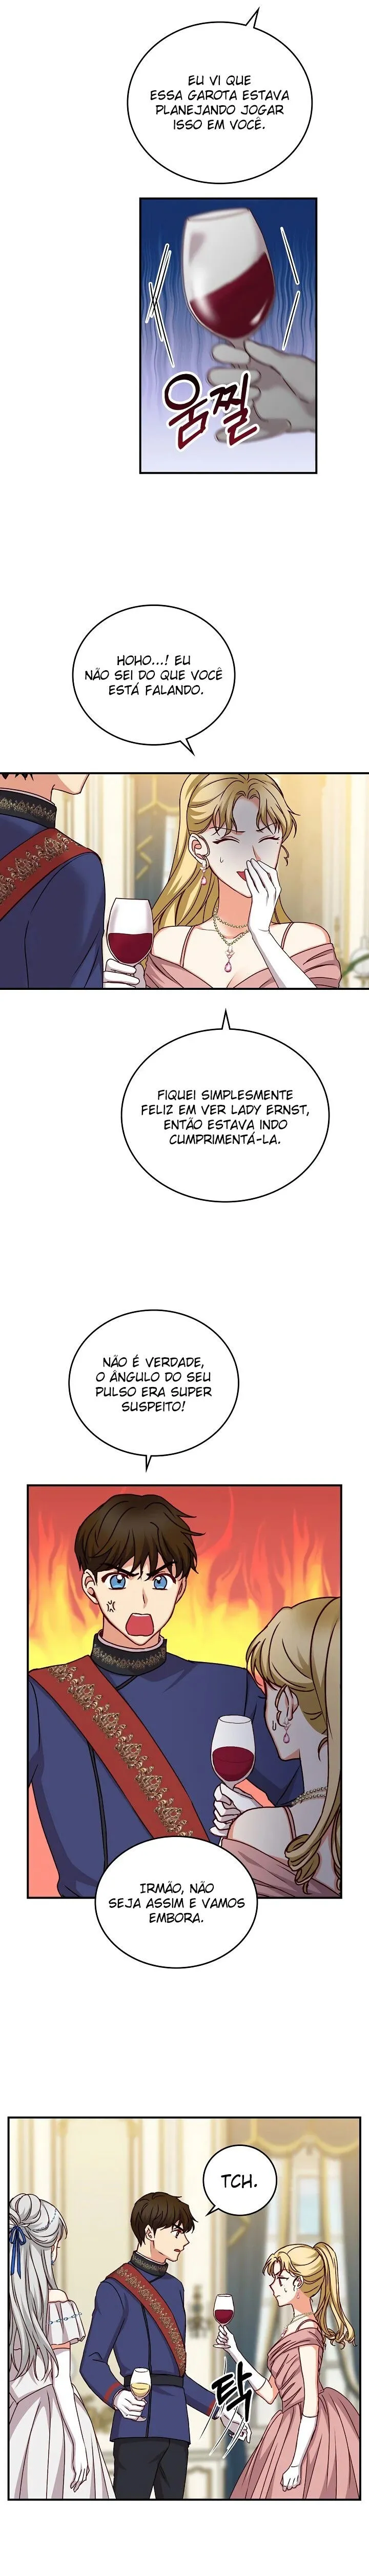 EU VI QUE
ESSA GAROTA ESTAVA
PLANEJANDO JOGAR
ISSO EM VOCÊ.
움찔
HOHO...! EU
NÃO SEI DO QUE VOCÊ
ESTÁ FALANDO.
FIQUEI SIMPLESMENTE
FELIZ EM VER LADY ERNST,
ENTÃO ESTAVA INDO
CUMPRIMENTÁ-LA.
NÃO É VERDADE,
O ÂNGULO DO SEU
PULSO ERA SUPER
SUSPEITO!
IRMÃO, NÃO
SEJA ASSIM E VAMOS
EMBORA.
TCH.
탁